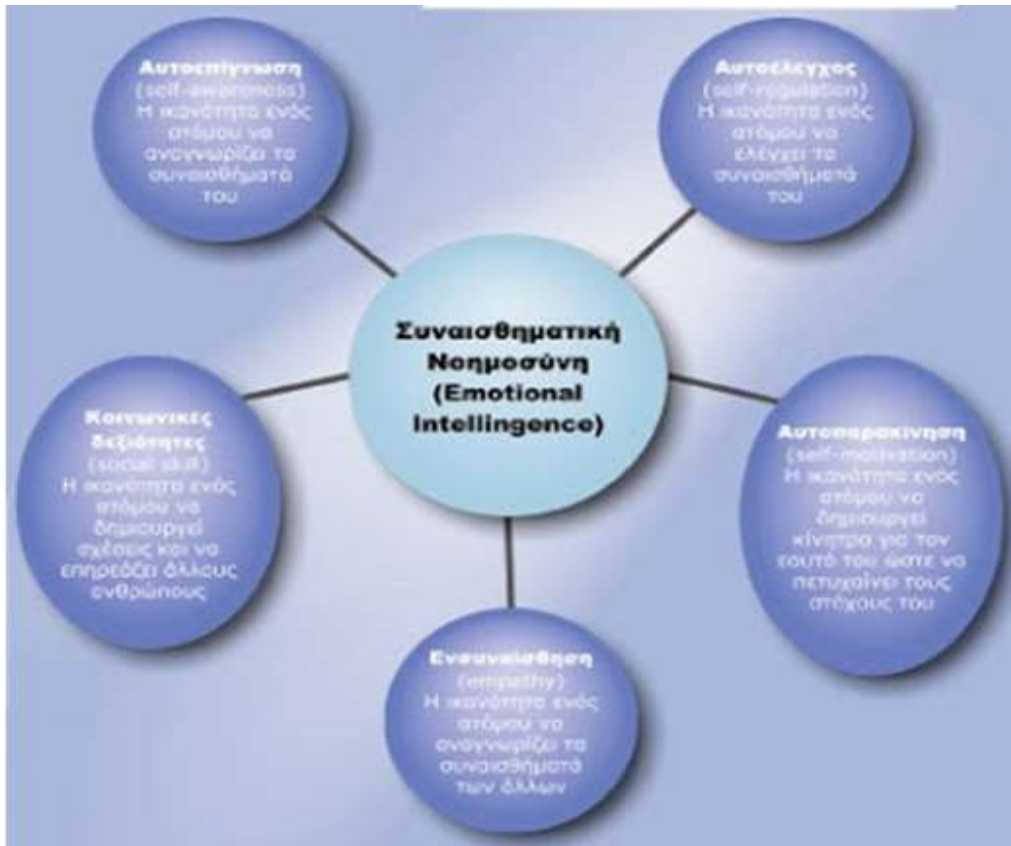 Αυτοεπίγνωση
(self-awareness)
Η ικανότητα ενός
ατόμου να
αναγνωρίζει τα
συναισθήματά
του
Αυτοέλεγχος
(self-regulation)
Η ικανότητα ενός
ατόμου να
ελέγχει τα
συναισθήματά
του
Συναισθηματική
Νοημοσύνη
(Emotional
Intellingence)
Κοινωνικές
δεξιότητες
(social skill)
Η ικανότητα ενός
ατόμου να
δημιουργεί
σχέσεις και να
επηρεάζει άλλους
ανθρώπους
Αυτοπαρακίνηση
(self-motivation)
Η ικανότητα ενός
ατόμου να
δημιουργεί
κίνητρα για τον
εαυτό του ώστε να
πετυχαίνει τους
στόχους του
Ενσυναίσθηση
(empathy)
Η ικανότητα ενός
ατόμου να
αναγνωρίζει τα
συναισθήματά
των άλλων